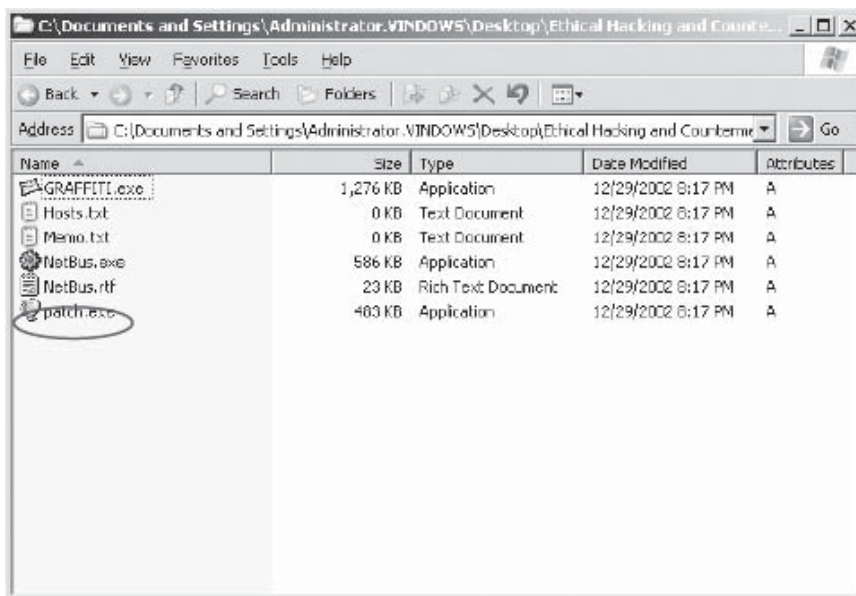 C:\Documents and Settings\Administrator.WINDOWS\Desktop\Ethical Hacking and Counte...
File Edit View Favorites Tools Help
Back Search Folders
Address C:\Documents and Settings\Administrator.WINDOWS\Desktop\Ethical Hacking and Counterme Go
Name Size Type Date Modified Attributes
GRAFFITI.exe 1,276 KB Application 12/29/2002 8:17 PM A
Hosts.txt 0 KB Text Document 12/29/2002 8:17 PM A
Memo.txt 0 KB Text Document 12/29/2002 8:17 PM A
NetBus.exe 586 KB Application 12/29/2002 8:17 PM A
NetBus.rtf 23 KB Rich Text Document 12/29/2002 8:17 PM A
patch.exe 483 KB Application 12/29/2002 8:17 PM A